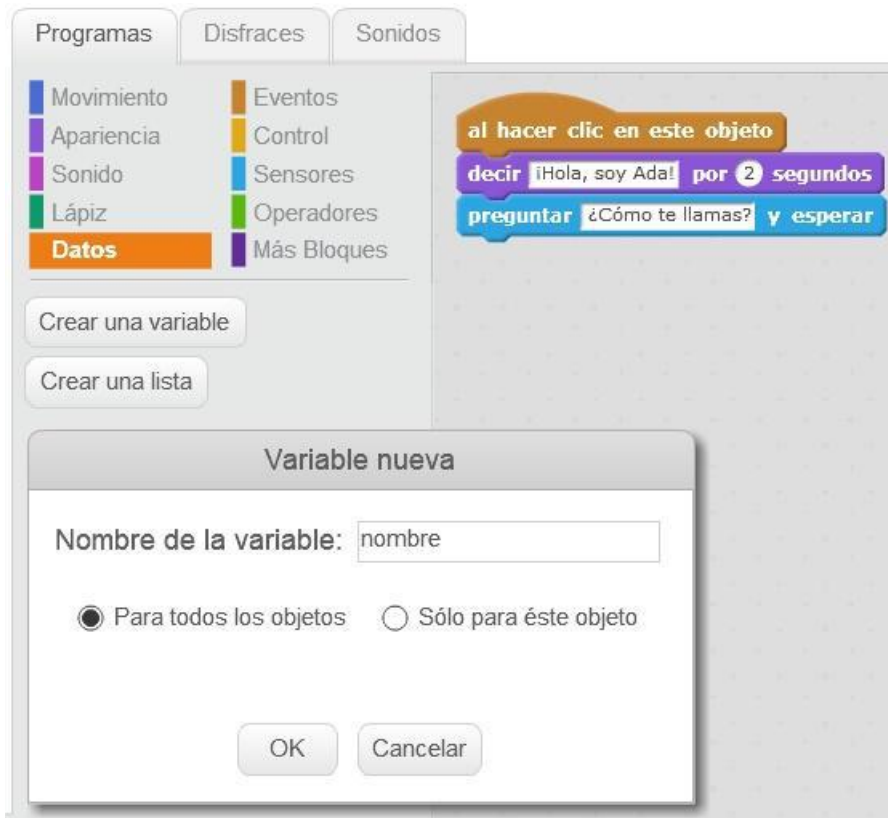 Programas Disfraces Sonidos
Movimiento Eventos
Apariencia Control
Sonido Sensores
Lápiz Operadores
Datos Más Bloques
Crear una variable
Crear una lista
al hacer clic en este objeto
decir ¡Hola, soy Ada! por 2 segundos
preguntar ¿Cómo te llamas? y esperar
Variable nueva
Nombre de la variable: nombre
Para todos los objetos Sólo para éste objeto
OK Cancelar